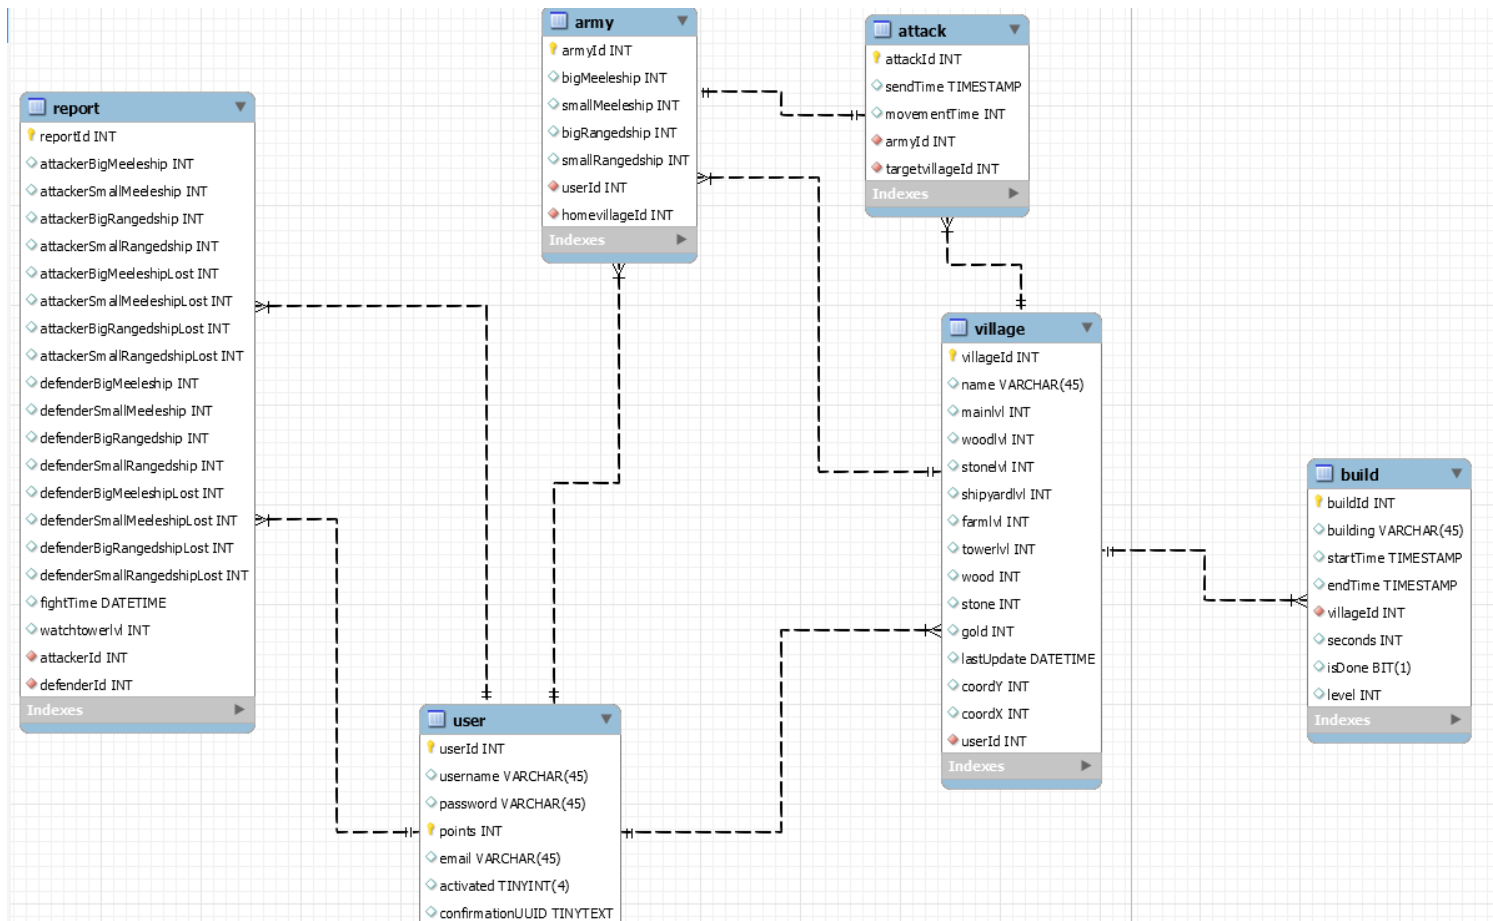 army
armyId INT
bigMeeleship INT
smallMeeleship INT
bigRangedship INT
smallRangedship INT
userId INT
homevillageId INT
Indexes
attack
attackId INT
sendTime TIMESTAMP
movementTime INT
armyId INT
targetvillageId INT
Indexes
report
reportId INT
attackerBigMeeleship INT
attackerSmallMeeleship INT
attackerBigRangedship INT
attackerSmallRangedship INT
attackerBigMeeleshipLost INT
attackerSmallMeeleshipLost INT
attackerBigRangedshipLost INT
attackerSmallRangedshipLost INT
defenderBigMeeleship INT
defenderSmallMeeleship INT
defenderBigRangedship INT
defenderSmallRangedship INT
defenderBigMeeleshipLost INT
defenderSmallMeeleshipLost INT
defenderBigRangedshipLost INT
defenderSmallRangedshipLost INT
fightTime DATETIME
watchtowerlvl INT
attackerId INT
defenderId INT
Indexes
village
villageId INT
name VARCHAR(45)
mainlvl INT
woodlvl INT
stonelvl INT
shipyardlvl INT
farmlvl INT
towerlvl INT
wood INT
stone INT
gold INT
lastUpdate DATETIME
coordY INT
coordX INT
userId INT
Indexes
build
buildId INT
building VARCHAR(45)
startTime TIMESTAMP
endTime TIMESTAMP
villageId INT
seconds INT
isDone BIT(1)
level INT
Indexes
user
userId INT
username VARCHAR(45)
password VARCHAR(45)
points INT
email VARCHAR(45)
activated TINYINT(4)
confirmationUUID TINYTEXT